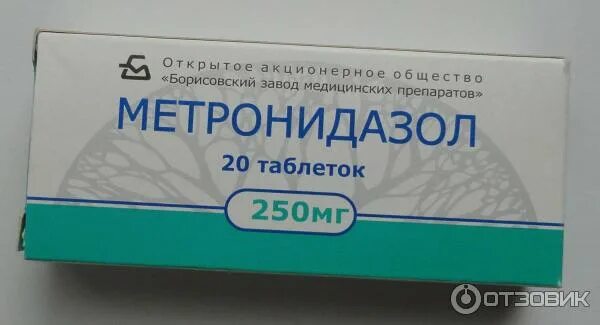 Открытое акционерное общество
«Борисовский завод медицинских препаратов»
МЕТРОНИДАЗОЛ
20 таблеток
250мг
ОТЗОВИК